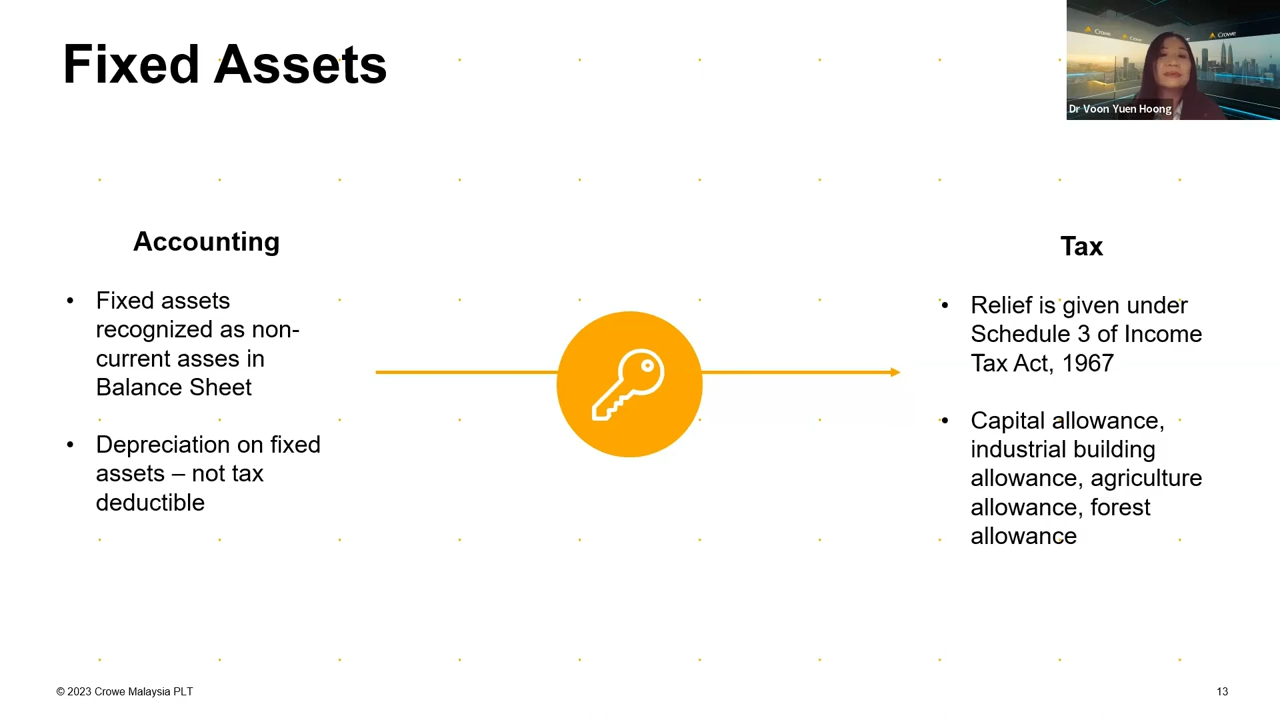 Fixed Assets
Crowe
Crowe
Dr Voon Yuen Hoong
Accounting
• Fixed assets
recognized as non-
current asses in
Balance Sheet
• Depreciation on fixed
assets – not tax
deductible
Tax
• Relief is given under
Schedule 3 of Income
Tax Act, 1967
• Capital allowance,
industrial building
allowance, agriculture
allowance, forest
allowance
© 2023 Crowe Malaysia PLT
13